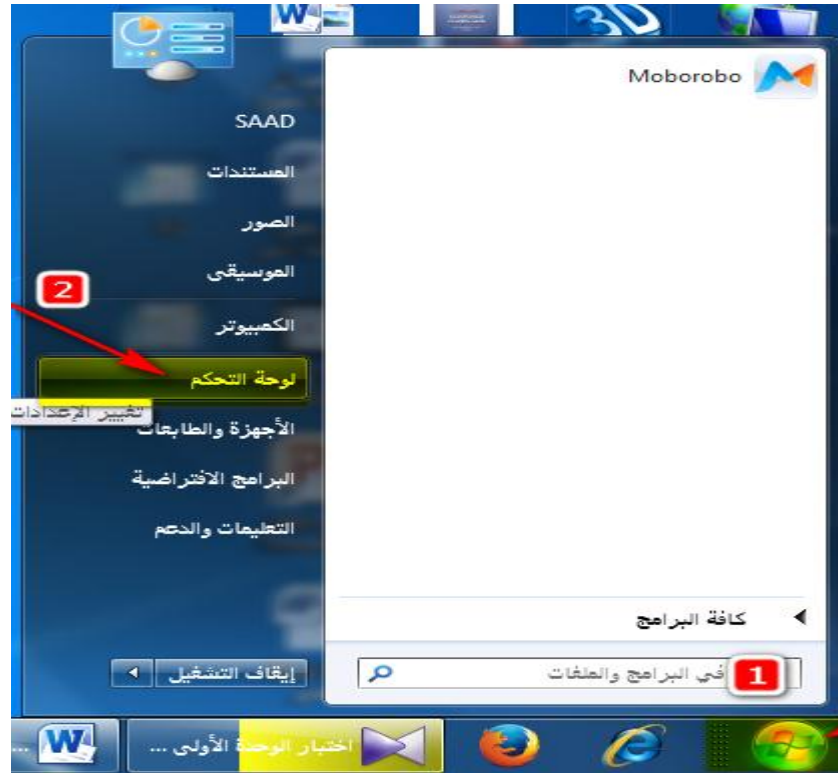 Moborobo
SAAD
المستندات
الصور
الموسيقى
2
الكمبيوتر
لوحة التحكم
تغيير الإعدادات
الأجهزة والطابعات
البرامج الافتراضية
التعليمات والدعم
كافة البرامج
إيقاف التشغيل
1 في البرامج والملفات
اختبار الوحدة الأولى ...
...